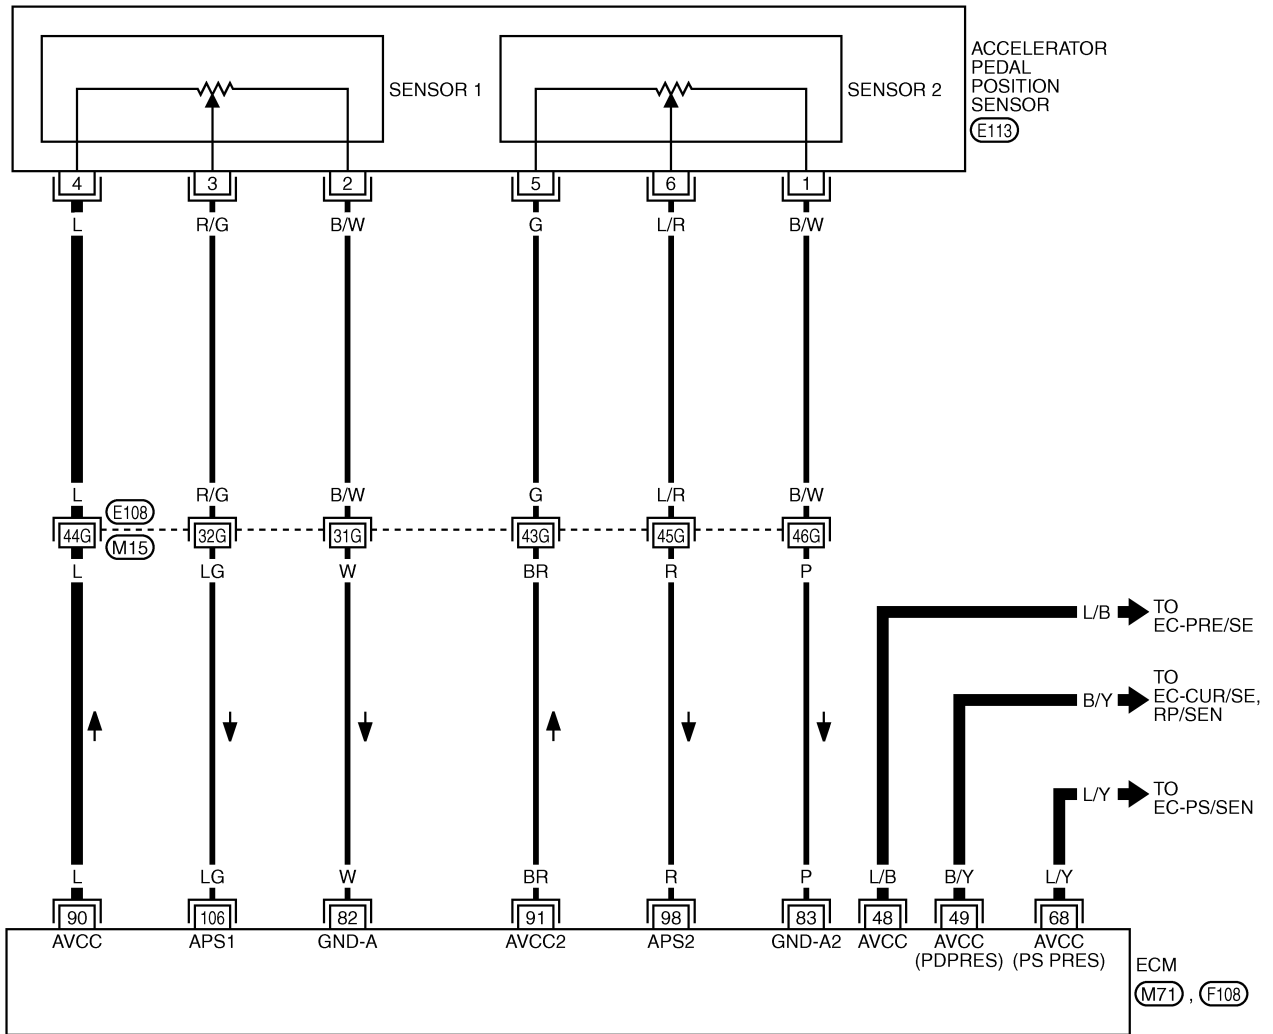 SENSOR 1
SENSOR 2
ACCELERATOR
PEDAL
POSITION
SENSOR
E113
4
3
2
5
6
1
L
R/G
B/W
G
L/R
B/W
L
R/G
B/W
G
L/R
B/W
E108
44G
32G
31G
43G
45G
46G
M15
L
LG
W
BR
R
P
L/B
TO
EC-PRE/SE
B/Y
TO
EC-CUR/SE,
RP/SEN
L/Y
TO
EC-PS/SEN
L
LG
W
BR
R
P
L/B
B/Y
L/Y
90
106
82
91
98
83
48
49
68
AVCC
APS1
GND-A
AVCC2
APS2
GND-A2
AVCC
AVCC
(PDPRES)
AVCC
(PS PRES)
ECM
M71 , F108